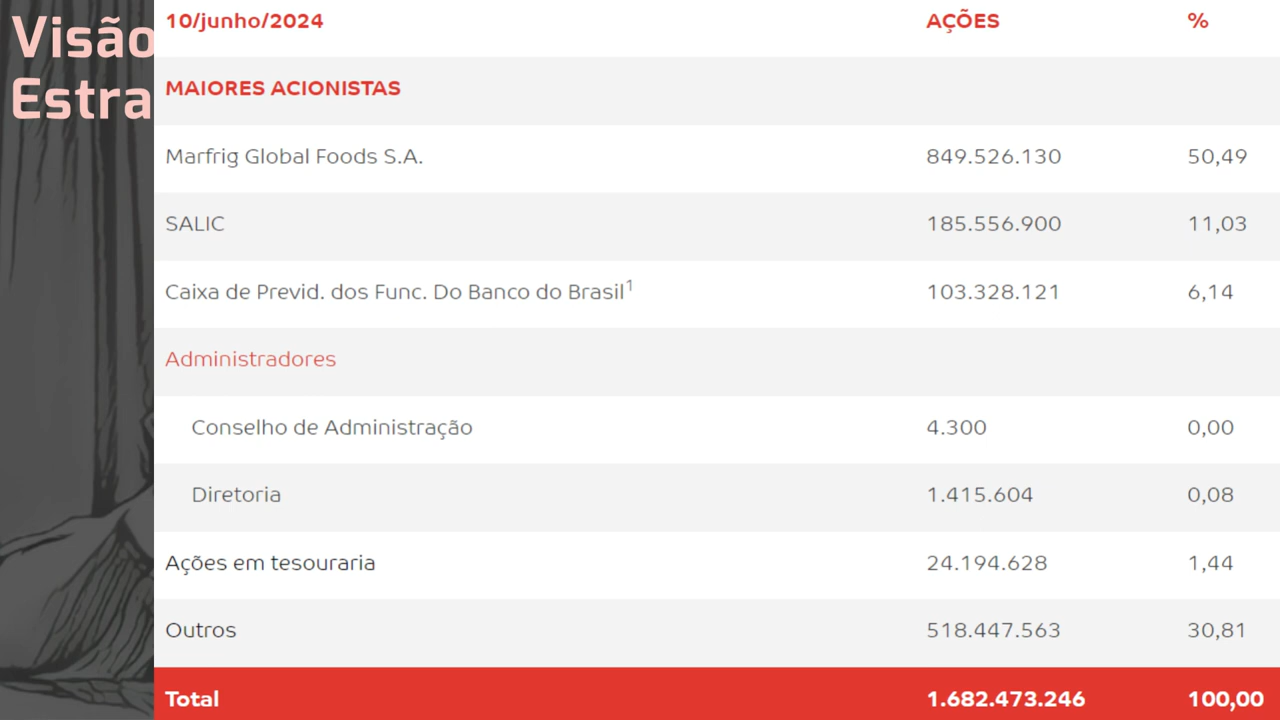 Visão
Estra
10/junho/2024 AÇÕES %
MAIORES ACIONISTAS
Marfrig Global Foods S.A. 849.526.130 50,49
SALIC 185.556.900 11,03
Caixa de Previd. dos Func. Do Banco do Brasil¹ 103.328.121 6,14
Administradores
Conselho de Administração 4.300 0,00
Diretoria 1.415.604 0,08
Ações em tesouraria 24.194.628 1,44
Outros 518.447.563 30,81
Total 1.682.473.246 100,00